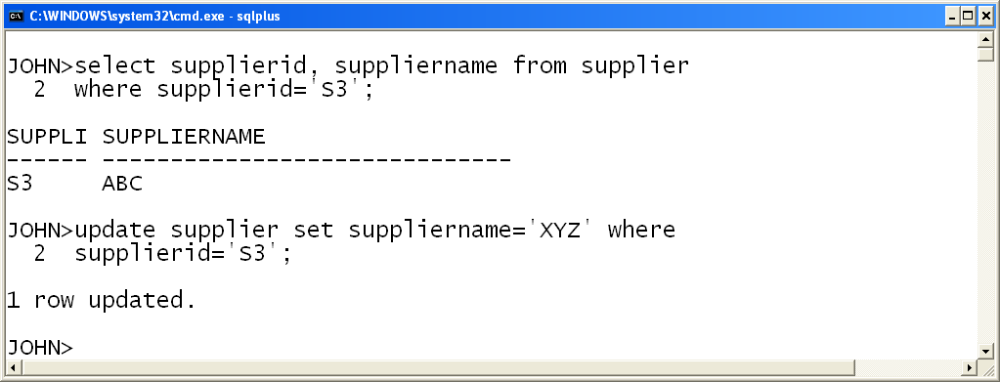 C:\WINDOWS\system32\cmd.exe - sqlplus
JOHN>select supplierid, suppliername from supplier
  2  where supplierid='S3';
SUPPLI SUPPLIERNAME
------ ------------------------------
S3     ABC
JOHN>update supplier set suppliername='XYZ' where
  2  supplierid='S3';
1 row updated.
JOHN>